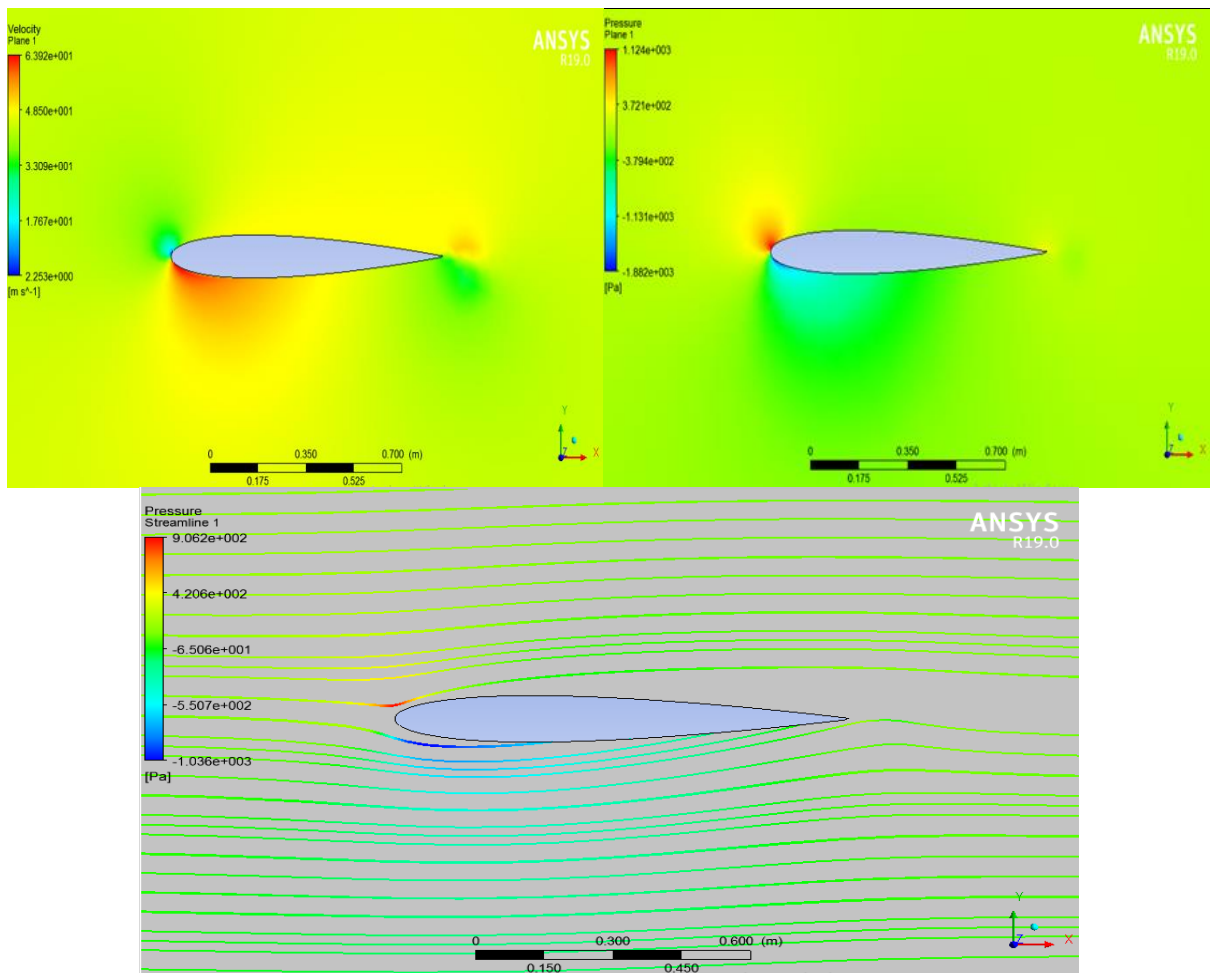 Velocity
Plane 1
6.392e+001
4.850e+001
3.309e+001
1.767e+001
2.253e+000
[m s^-1]
ANSYS
R19.0
0 0.350 0.700 (m)
0.175 0.525
Y
X
Z
Pressure
Plane 1
1.124e+003
3.721e+002
-3.794e+002
-1.131e+003
-1.882e+003
[Pa]
ANSYS
R19.0
0 0.350 0.700 (m)
0.175 0.525
Y
X
Z
Pressure
Streamline 1
9.062e+002
4.206e+002
-6.506e+001
-5.507e+002
-1.036e+003
[Pa]
ANSYS
R19.0
0 0.300 0.600 (m)
0.150 0.450
Y
X
Z